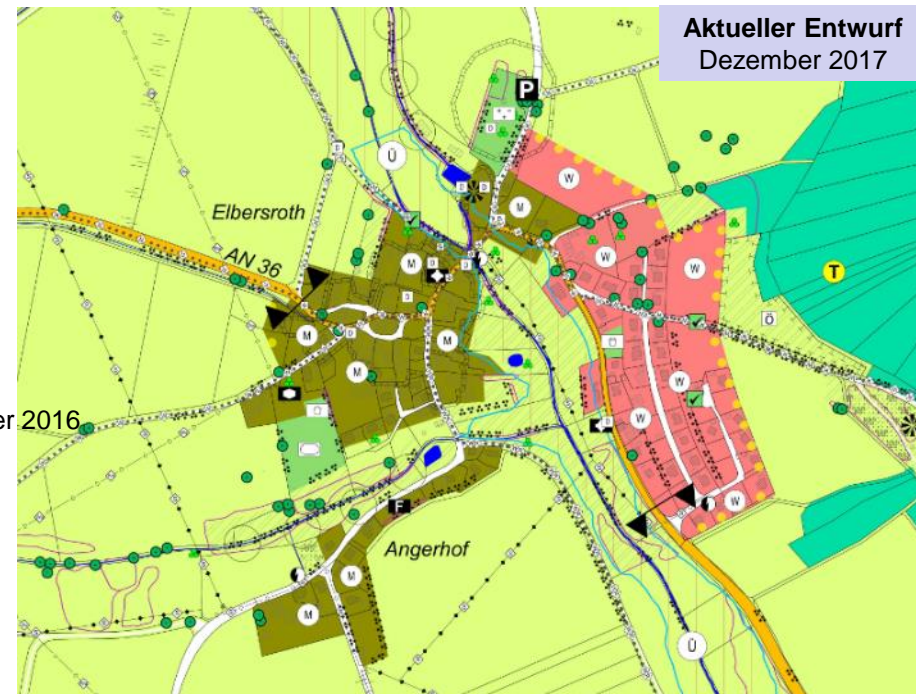 Aktueller Entwurf
Dezember 2017
P
Ü
W
Elbersroth
M
D
D
M
AN 36
M
D
W
W
T
Ö
D
M
M
D
M
W
W
er 2016
W
D
F
W
Angerhof
M
M
Ü